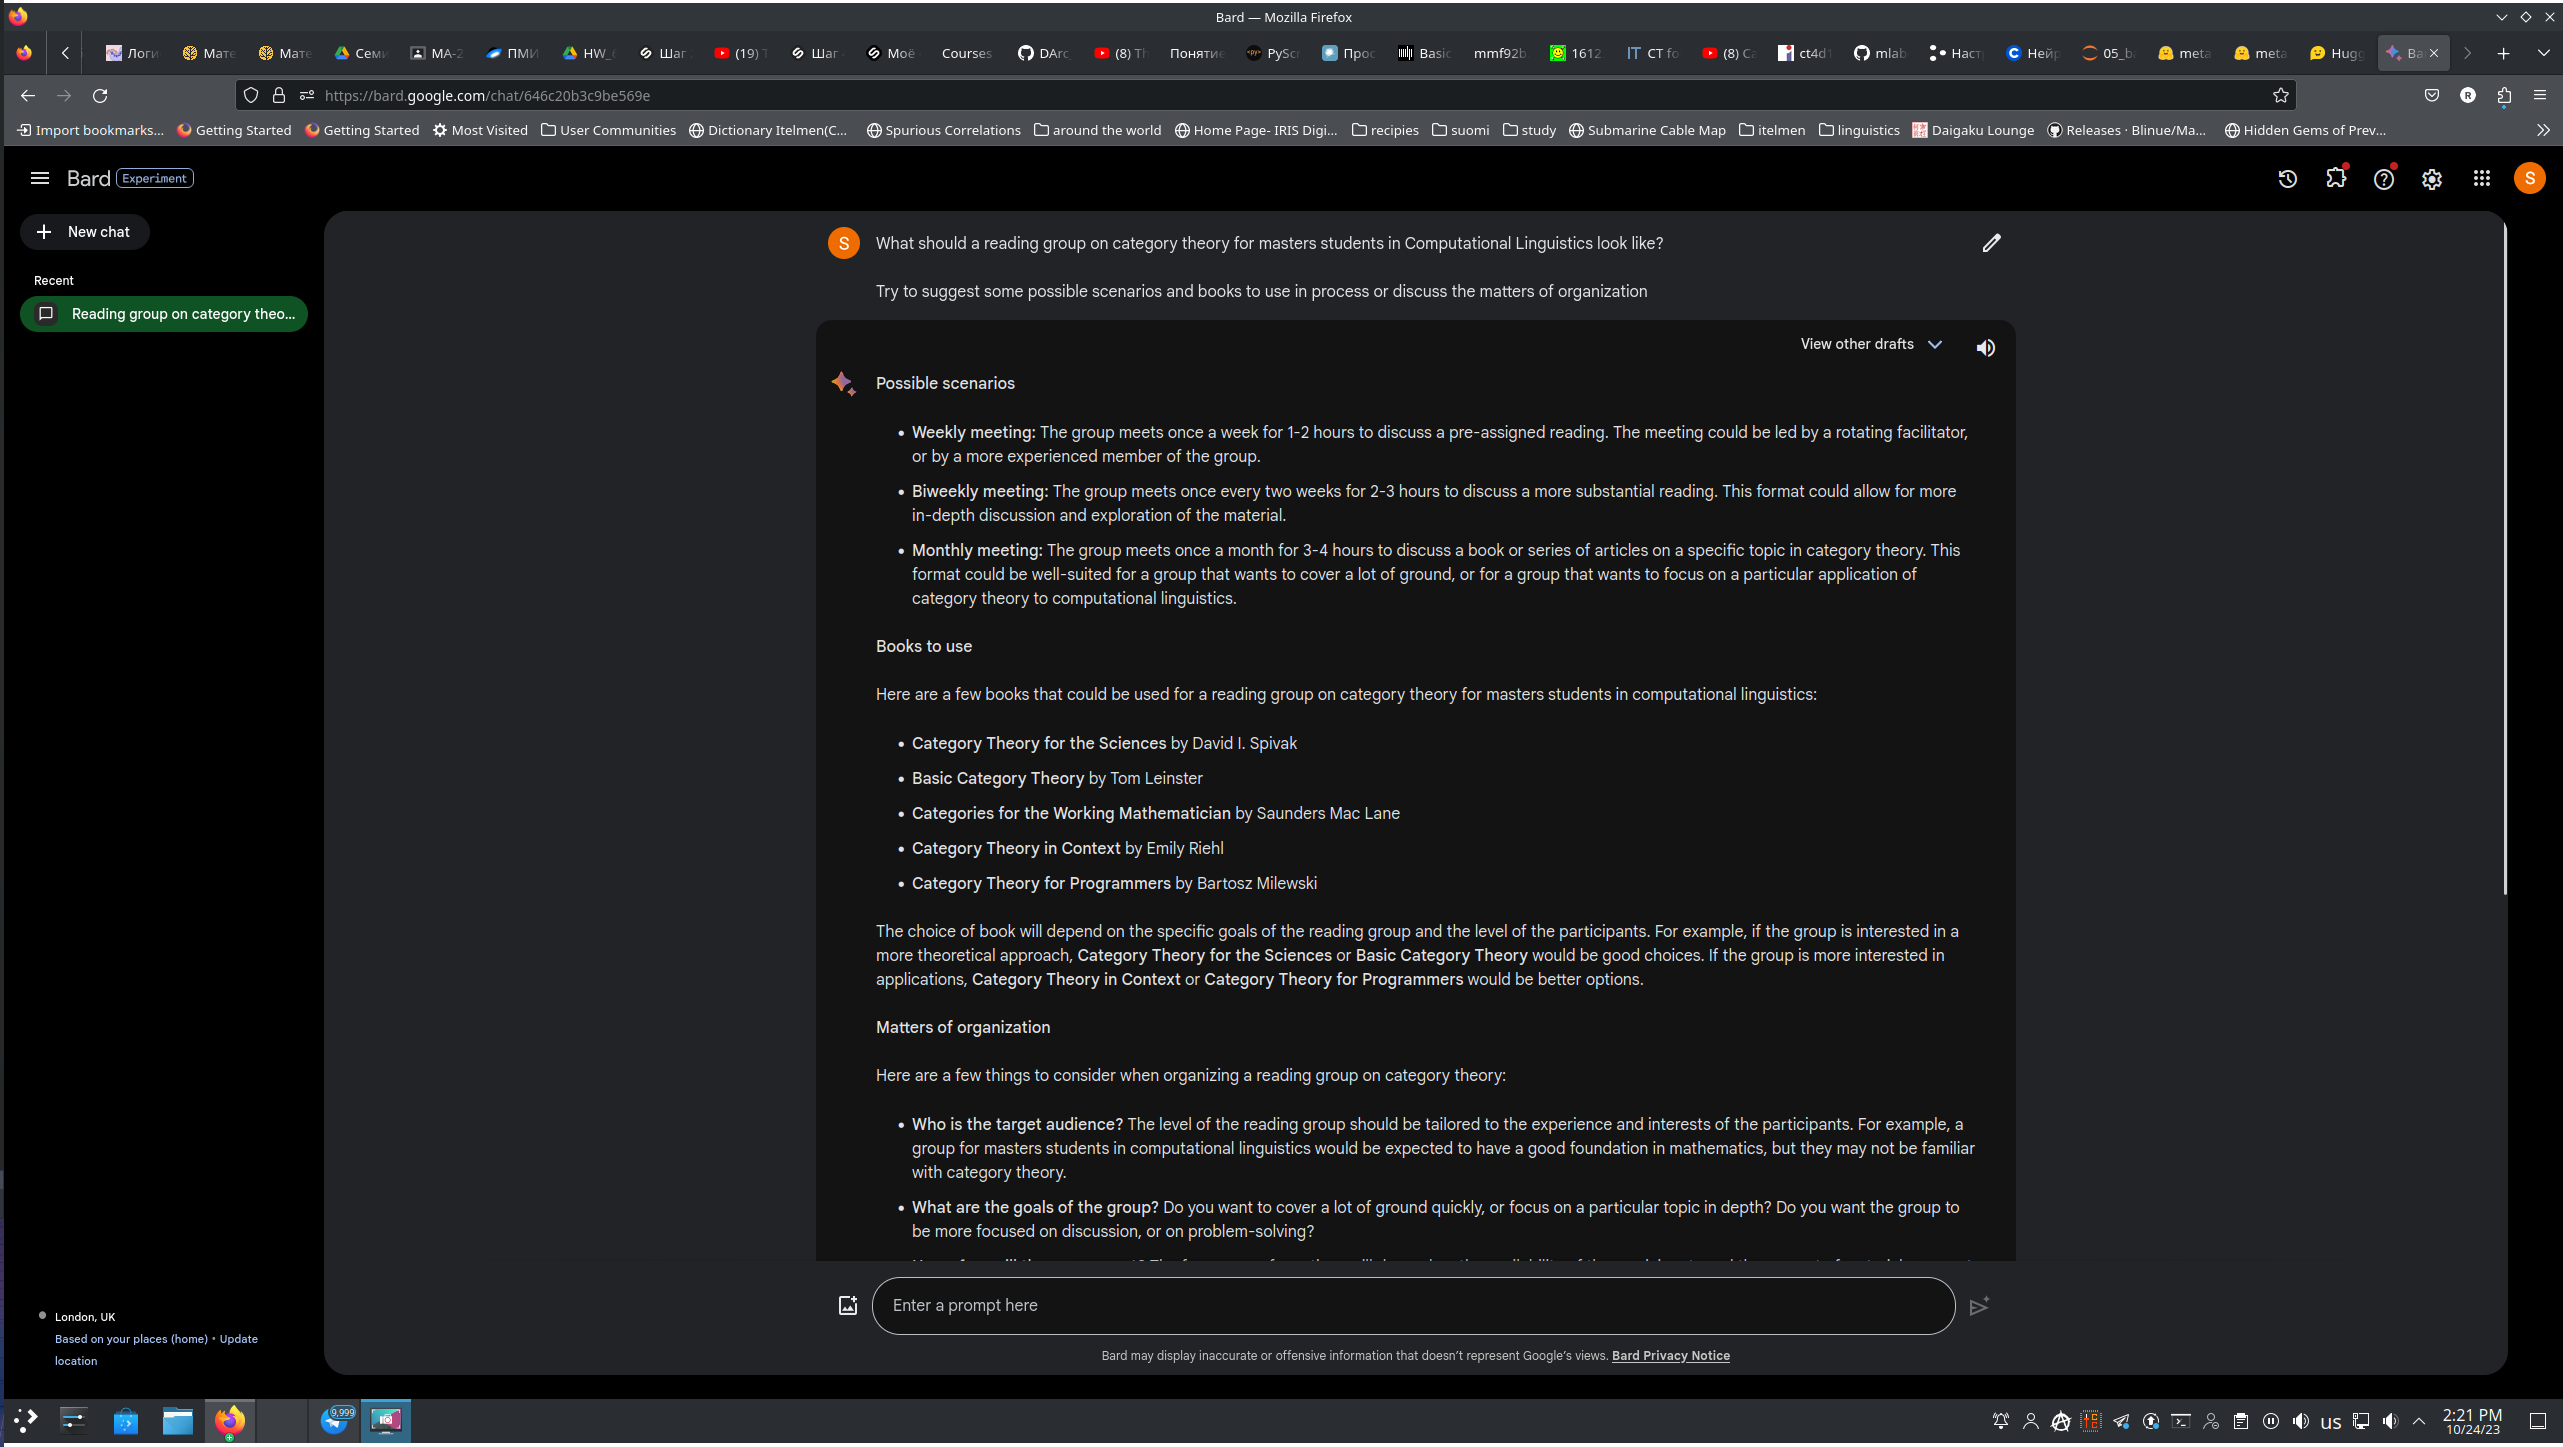 Bard — Mozilla Firefox
Логи Мате Мате Семи MA-2 ПМИ HW_ Шаг (19) Шаг Моё Courses DArc (8) Th Понятие PyScr Прос Basic mmf92b 1612. CT fo (8) Ca ct4d1 mlab Наст Нейр 05_b meta meta Hugg Ba
https://bard.google.com/chat/646c20b3c9be569e
Import bookmarks... Getting Started Getting Started Most Visited User Communities Dictionary Itelmen(C... Spurious Correlations around the world Home Page- IRIS Digi... recipies suomi study Submarine Cable Map itelmen linguistics Daigaku Lounge Releases · Blinue/Ma... Hidden Gems of Prev...
Bard Experiment
S
New chat
Recent
Reading group on category theo...
S What should a reading group on category theory for masters students in Computational Linguistics look like?
Try to suggest some possible scenarios and books to use in process or discuss the matters of organization
View other drafts
Possible scenarios
• Weekly meeting: The group meets once a week for 1-2 hours to discuss a pre-assigned reading. The meeting could be led by a rotating facilitator,
or by a more experienced member of the group.
• Biweekly meeting: The group meets once every two weeks for 2-3 hours to discuss a more substantial reading. This format could allow for more
in-depth discussion and exploration of the material.
• Monthly meeting: The group meets once a month for 3-4 hours to discuss a book or series of articles on a specific topic in category theory. This
format could be well-suited for a group that wants to cover a lot of ground, or for a group that wants to focus on a particular application of
category theory to computational linguistics.
Books to use
Here are a few books that could be used for a reading group on category theory for masters students in computational linguistics:
• Category Theory for the Sciences by David I. Spivak
• Basic Category Theory by Tom Leinster
• Categories for the Working Mathematician by Saunders Mac Lane
• Category Theory in Context by Emily Riehl
• Category Theory for Programmers by Bartosz Milewski
The choice of book will depend on the specific goals of the reading group and the level of the participants. For example, if the group is interested in a
more theoretical approach, Category Theory for the Sciences or Basic Category Theory would be good choices. If the group is more interested in
applications, Category Theory in Context or Category Theory for Programmers would be better options.
Matters of organization
Here are a few things to consider when organizing a reading group on category theory:
• Who is the target audience? The level of the reading group should be tailored to the experience and interests of the participants. For example, a
group for masters students in computational linguistics would be expected to have a good foundation in mathematics, but they may not be familiar
with category theory.
• What are the goals of the group? Do you want to cover a lot of ground quickly, or focus on a particular topic in depth? Do you want the group to
be more focused on discussion, or on problem-solving?
Enter a prompt here
Bard may display inaccurate or offensive information that doesn't represent Google's views. Bard Privacy Notice
London, UK
Based on your places (home) • Update
location
9,999
us
2:21 PM
10/24/23